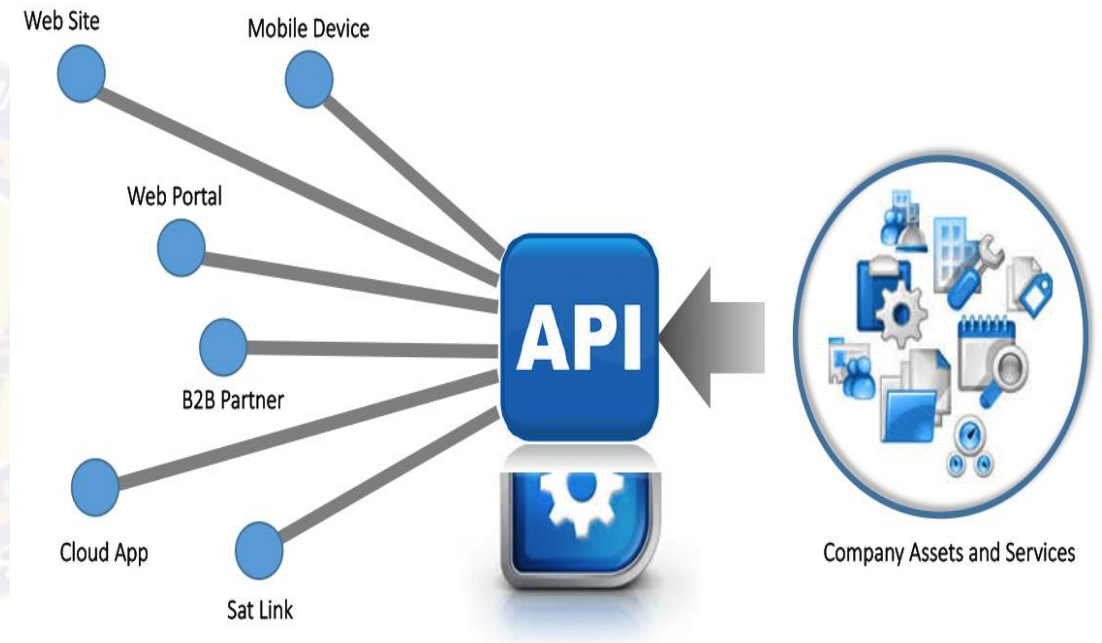 Web Site
Mobile Device
Web Portal
API
B2B Partner
Cloud App
Company Assets and Services
Sat Link